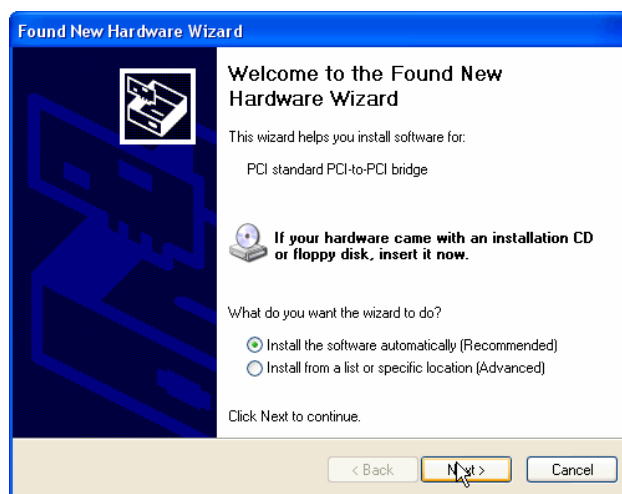 Found New Hardware Wizard
Welcome to the Found New
Hardware Wizard
This wizard helps you install software for:
PCI standard PCI-to-PCI bridge
If your hardware came with an installation CD
or floppy disk, insert it now.
What do you want the wizard to do?
Install the software automatically (Recommended)
Install from a list or specific location (Advanced)
Click Next to continue.
< Back Next > Cancel